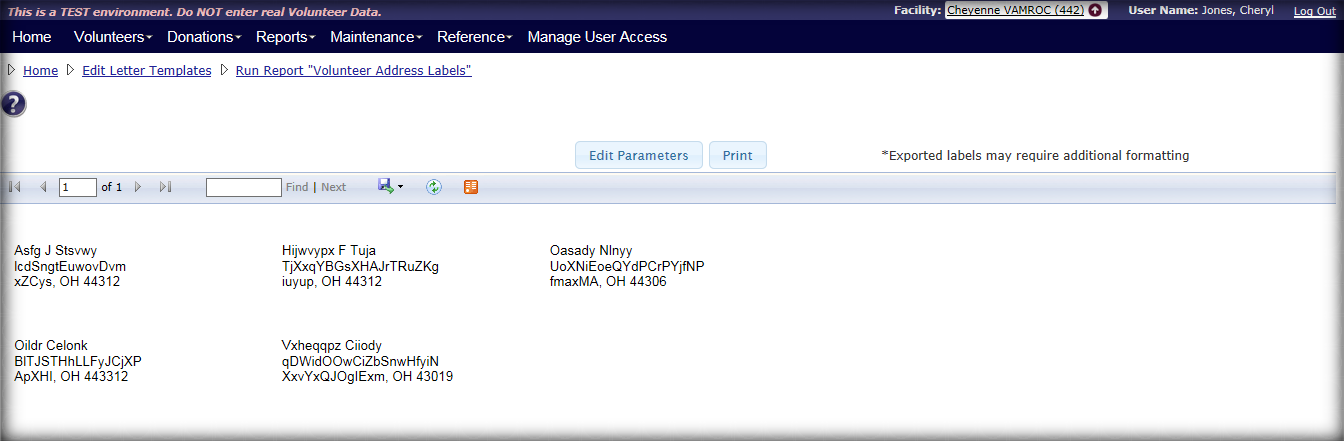 This is a TEST environment. Do NOT enter real Volunteer Data.
Facility: Cheyenne VAMROC (442) User Name: Jones, Cheryl Log Out
Home Volunteers Donations Reports Maintenance Reference Manage User Access
Home Edit Letter Templates Run Report "Volunteer Address Labels"
?
Edit Parameters Print *Exported labels may require additional formatting
1 of 1 Find | Next
Asfg J Stsvwy Hijwvypx F Tuja Oasady Nlnyy
IcdSngtEuwovDvm TjXxqYBGsXHAJrTRuZKg UoXNiEoeQYdPCrPYjfNP
xZCys, OH 44312 iuyup, OH 44312 fmaxMA, OH 44306
Oildr Celonk Vxheqqpz Ciiody
BlTJSTHhLLFyJCjXP qDWidOOwCiZbSnwHfyiN
ApXHI, OH 443312 XxvYxQJOglExm, OH 43019